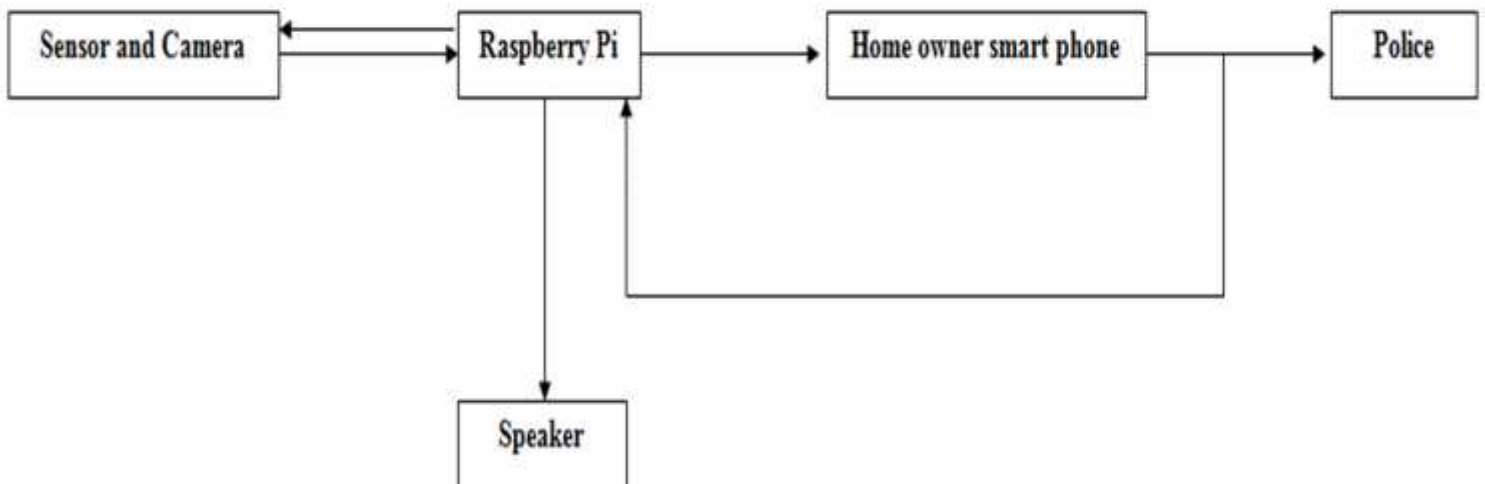 Sensor and Camera
Raspberry Pi
Home owner smart phone
Police
Speaker